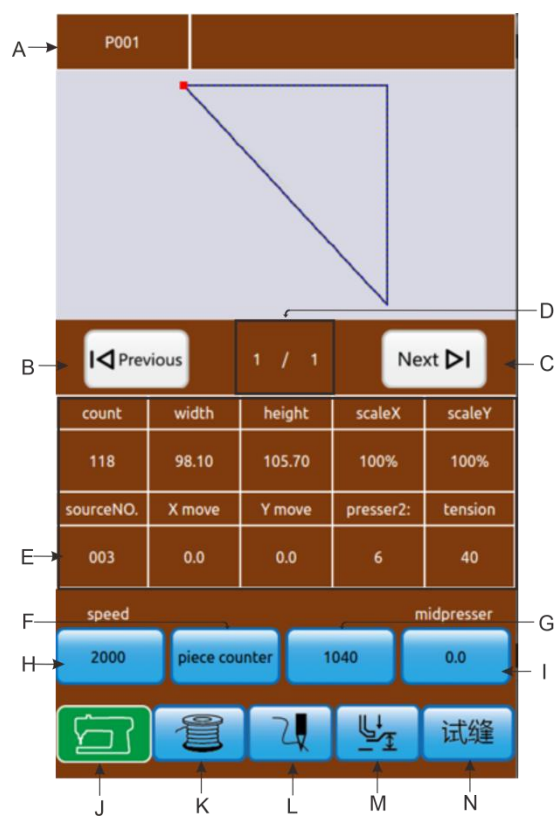 A
P001
D
B
Previous
1 / 1
Next
C
count width height scaleX scaleY
118 98.10 105.70 100% 100%
sourceNO. X move Y move presser2: tension
E
003 0.0 0.0 6 40
speed midpresser
F
G
H
2000 piece counter 1040 0.0
I
试缝
J K L M N